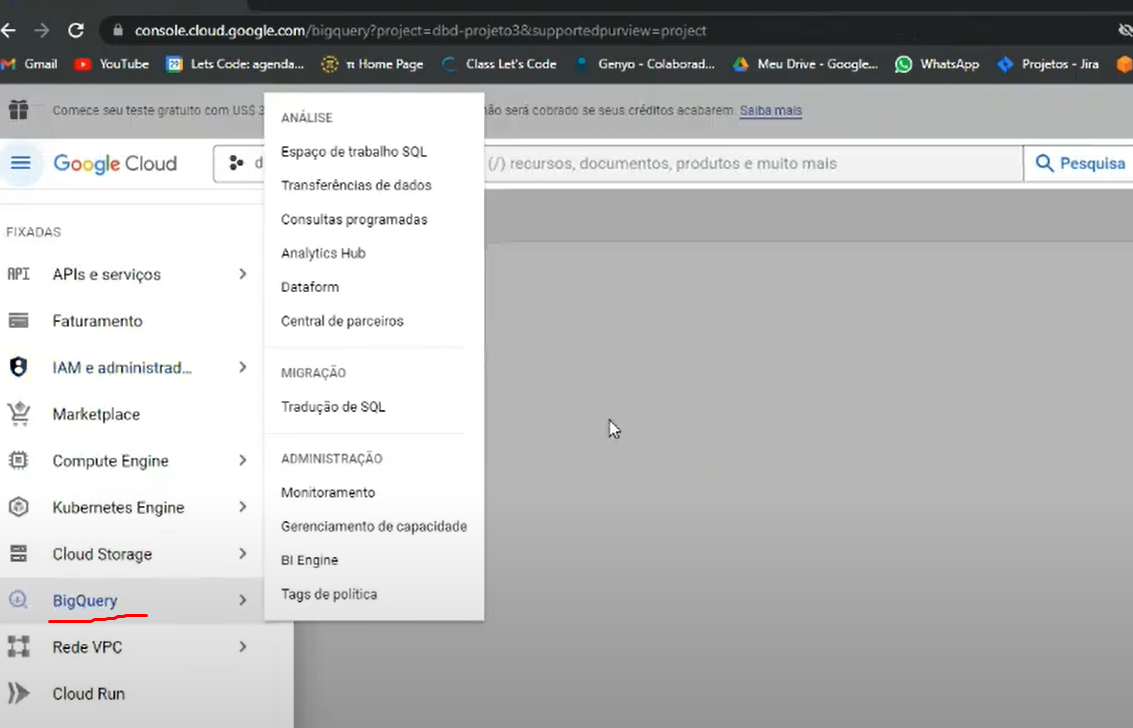 console.cloud.google.com/bigquery?project=dbd-projeto3&supportedpurview=project
Gmail YouTube Lets Code: agenda... π Home Page Class Let's Code Genyo - Colaborad... Meu Drive - Google... WhatsApp Projetos - Jira
Comece seu teste gratuito com US$ não será cobrado se seus créditos acabarem. Saiba mais
Google Cloud
d
(/) recursos, documentos, produtos e muito mais
Pesquisa
FIXADAS
API APIs e serviços
Faturamento
IAM e administrad...
Marketplace
Compute Engine
Kubernetes Engine
Cloud Storage
BigQuery
Rede VPC
Cloud Run
ANÁLISE
Espaço de trabalho SQL
Transferências de dados
Consultas programadas
Analytics Hub
Dataform
Central de parceiros
MIGRAÇÃO
Tradução de SQL
ADMINISTRAÇÃO
Monitoramento
Gerenciamento de capacidade
BI Engine
Tags de política